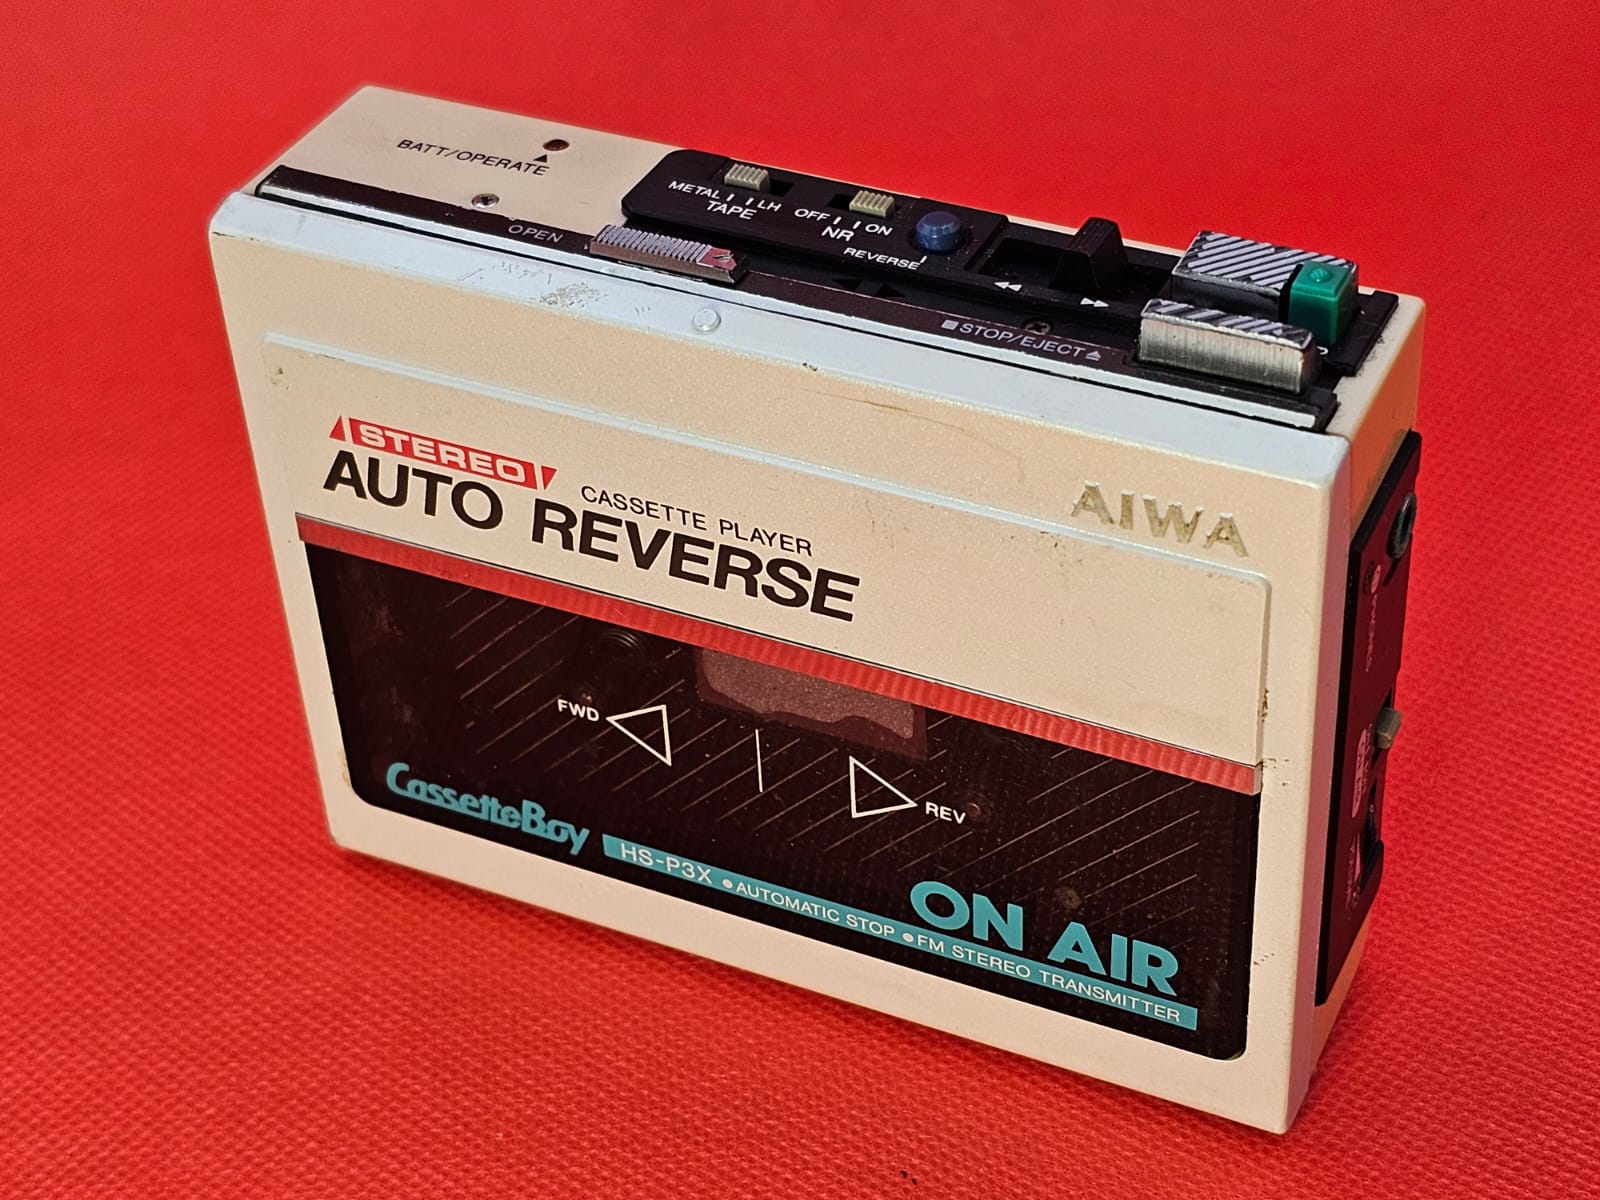 BATT/OPERATE
METAL LH
TAPE
OFF ON
NR
REVERSE
OPEN
STOP/EJECT
STEREO
CASSETTE PLAYER
AUTO REVERSE
AIWA
FWD
REV
CassetteBoy
ON AIR
HS-P3X ●AUTOMATIC STOP ●FM STEREO TRANSMITTER